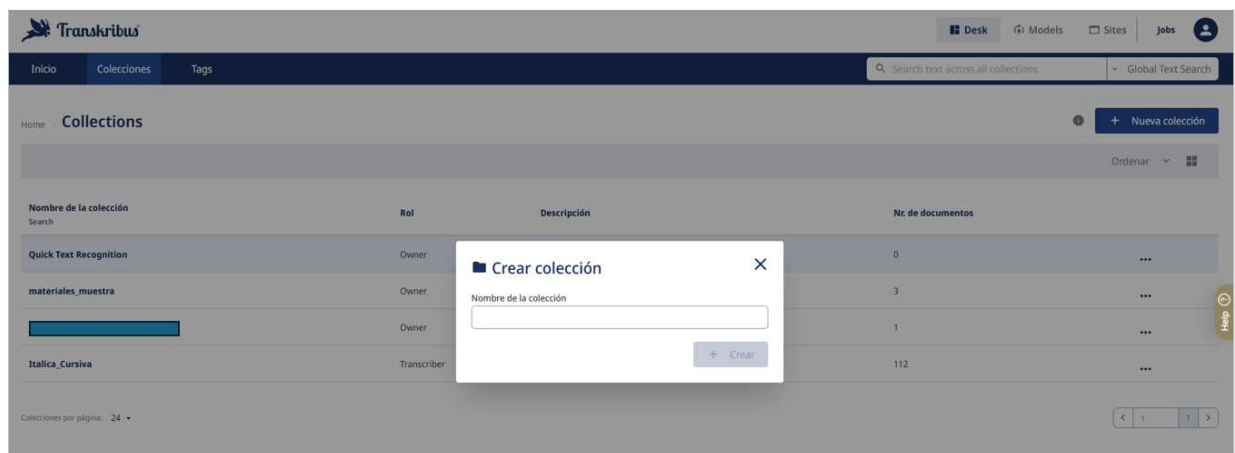 Transkribus
Desk Models Sites Jobs
Inicio Colecciones Tags Search text across all collections Global Text Search
Home Collections + Nueva colección
Ordenar
Nombre de la colección Rol Descripción Nr. de documentos
Search
Quick Text Recognition Owner 0 ...
Crear colección
materiales_muestra Owner 3 ...
Nombre de la colección
Owner 1 ...
+ Crear
Italica_Cursiva Transcriber 112 ...
Help ?
Colecciones por página: 24 < 1 1 >